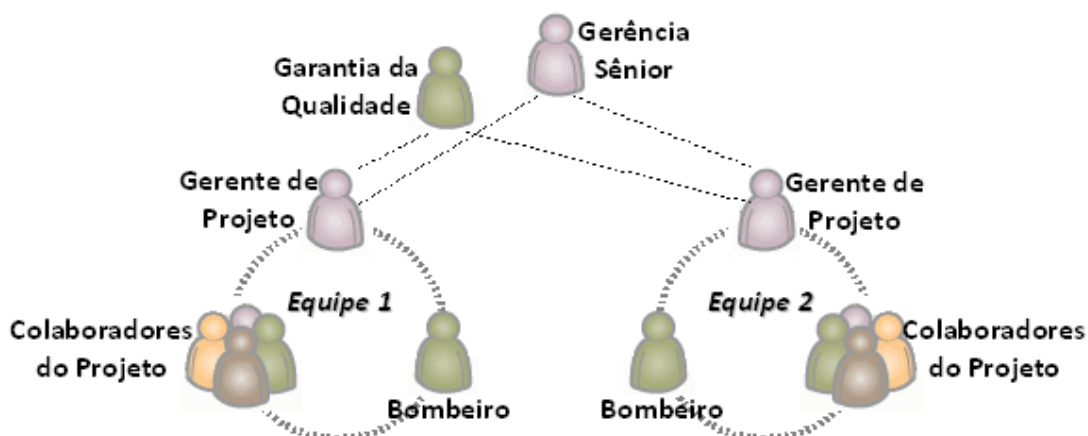 Gerência
Sênior
Garantia da
Qualidade
Gerente de
Projeto
Gerente de
Projeto
Equipe 1
Equipe 2
Colaboradores
do Projeto
Bombeiro
Bombeiro
Colaboradores
do Projeto